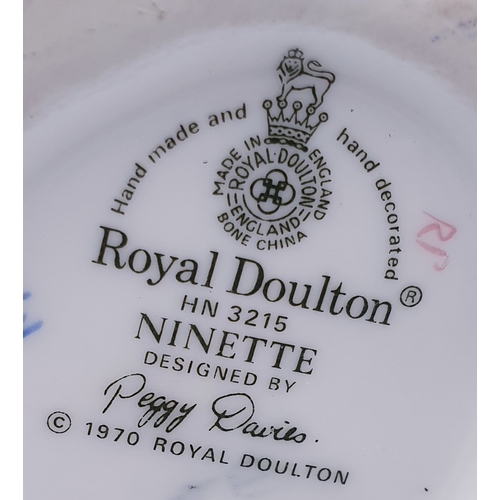 Hand made and hand decorated
MADE IN ENGLAND
ROYAL·DOULTON
ENGLAND
BONE CHINA
Royal Doulton ®
HN 3215
NINETTE
DESIGNED BY
Peggy Davies.
© 1970 ROYAL DOULTON